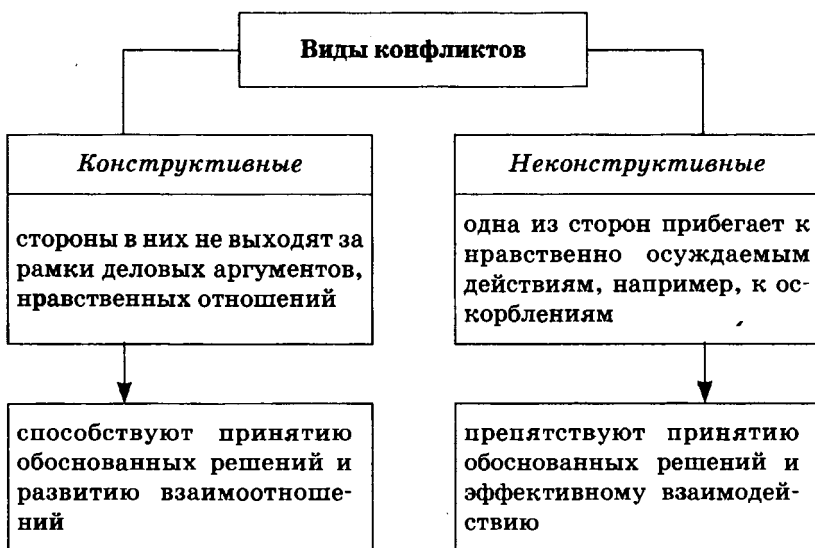 Виды конфликтов
Конструктивные
стороны в них не выходят за
рамки деловых аргументов,
нравственных отношений
способствуют принятию
обоснованных решений и
развитию взаимоотноше-
ний
Неконструктивные
одна из сторон прибегает к
нравственно осуждаемым
действиям, например, к ос-
корблениям
препятствуют принятию
обоснованных решений и
эффективному взаимодей-
ствию